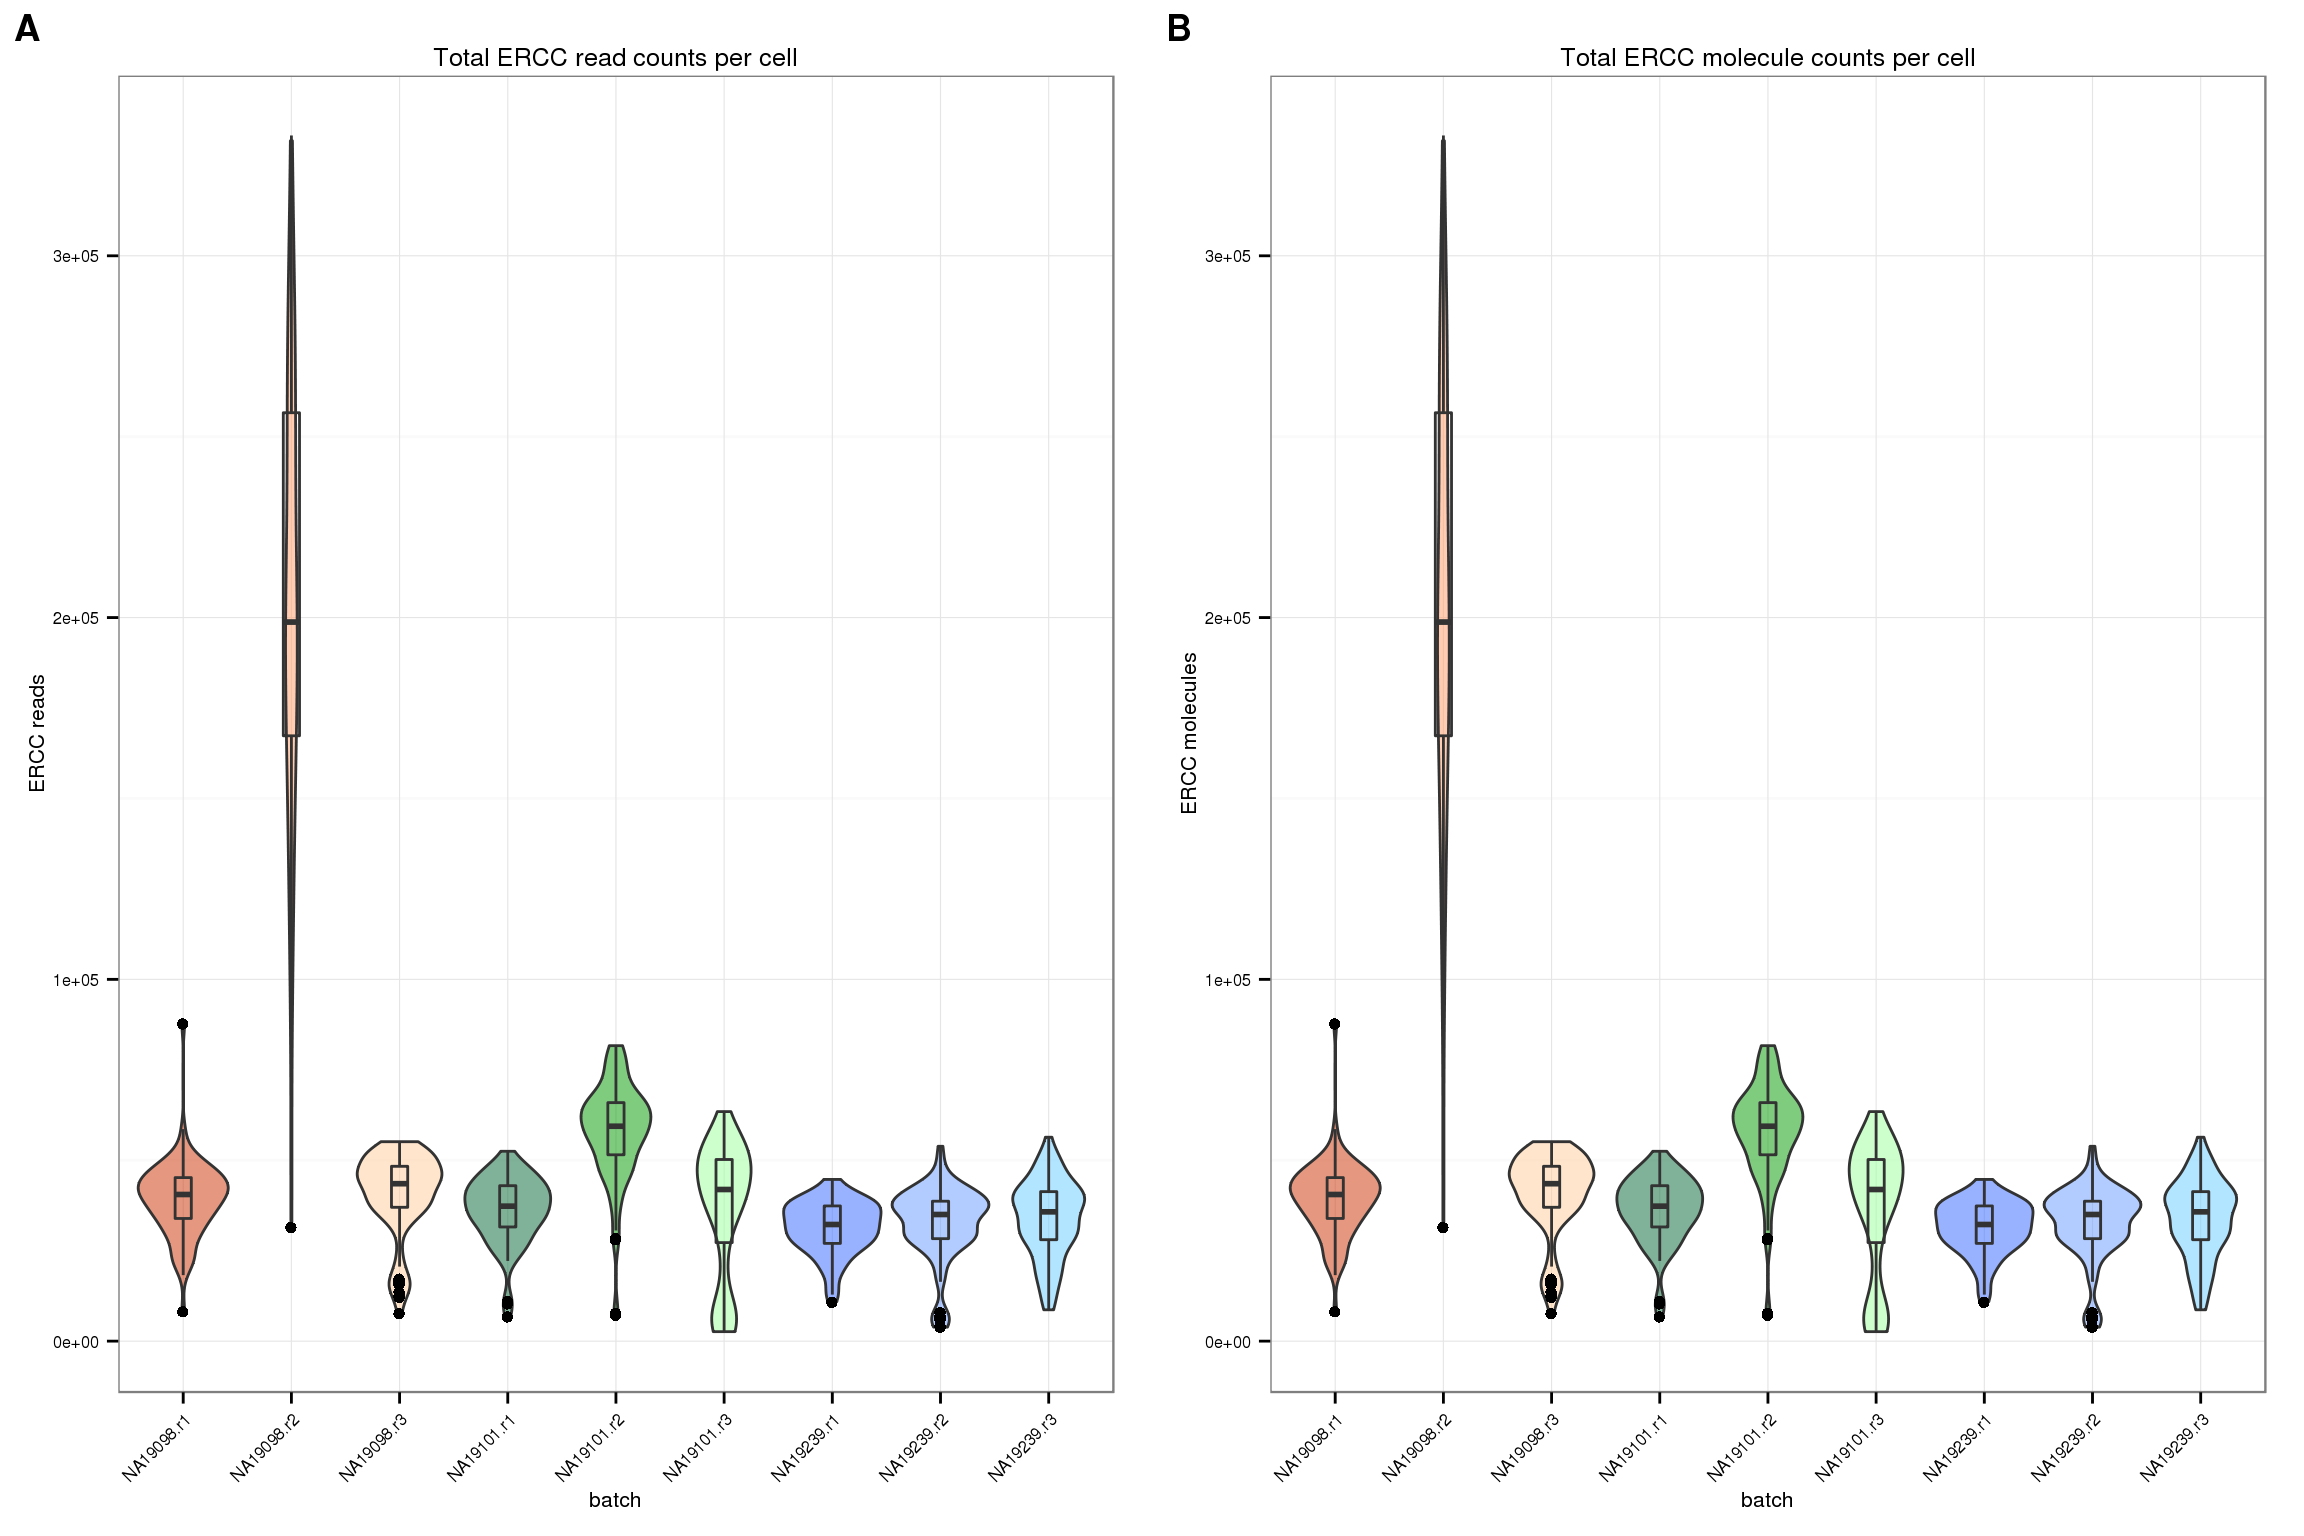 A
Total ERCC read counts per cell
ERCC reads
3e+05
2e+05
1e+05
0e+00
NA19098.r1
NA19098.r2
NA19098.r3
NA19101.r1
NA19101.r2
NA19101.r3
NA19239.r1
NA19239.r2
NA19239.r3
batch
B
Total ERCC molecule counts per cell
ERCC molecules
3e+05
2e+05
1e+05
0e+00
NA19098.r1
NA19098.r2
NA19098.r3
NA19101.r1
NA19101.r2
NA19101.r3
NA19239.r1
NA19239.r2
NA19239.r3
batch